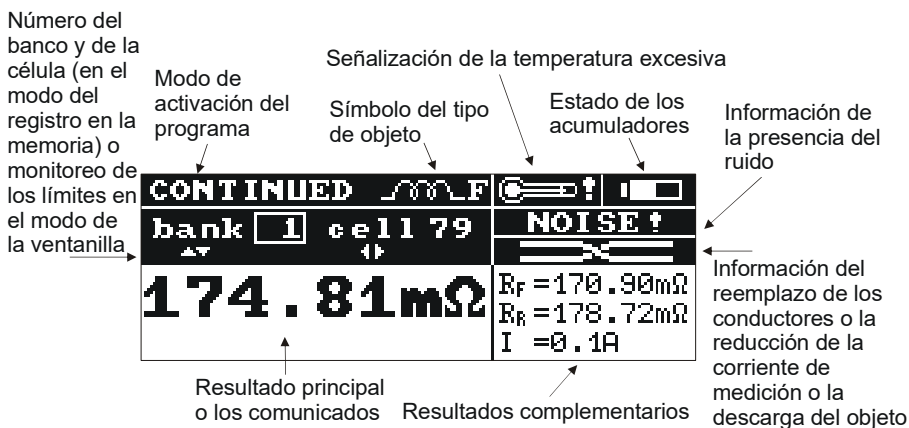 Número del
banco y de la
célula (en el
modo del
registro en la
memoria) o
monitoreo de
los límites en
el modo de
la ventanilla
Modo de
activación del
programa
Símbolo del tipo
de objeto
Señalización de la temperatura excesiva
Estado de los
acumuladores
Información de
la presencia del
ruido
CONTINUED F !
bank 1 cell 79
NOISE !
174.81mΩ
RF=170.90mΩ
RR=178.72mΩ
I =0.1A
Información del
reemplazo de los
conductores o la
reducción de la
corriente de
medición o la
descarga del objeto
Resultado principal
o los comunicados
Resultados complementarios